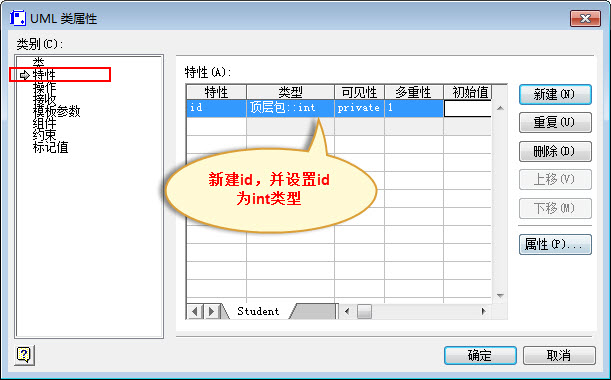 UML 类属性
类别(C):
类
特性
操作
接收
模板参数
组件
约束
标记值
特性(A):
特性 类型 可见性 多重性 初始值
id 顶层包::int private 1
新建id，并设置id
为int类型
Student
新建(N)
重复(U)
删除(D)
上移(V)
下移(M)
属性(P)...
?
确定
取消